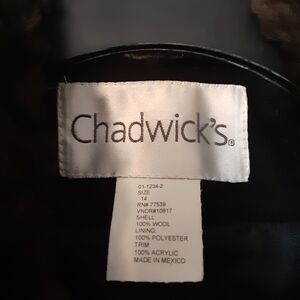 Chadwick's®
01-1234-2
SIZE
14
RN# 77539
VNDR#10817
SHELL
100% WOOL
LINING
100% POLYESTER
TRIM
100% ACRYLIC
MADE IN MEXICO